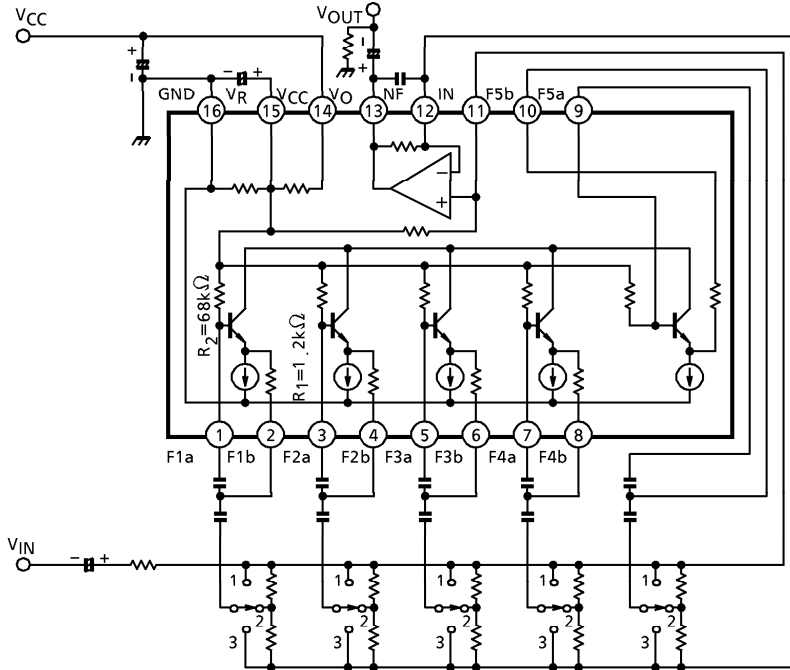 VCC
VOUT
+
-
-
+
- +
GND VR VCC VO NF IN F5b F5a
16 15 14 13 12 11 10 9
-
+
R2=68kΩ
R1=1.2kΩ
1 2 3 4 5 6 7 8
F1a F1b F2a F2b F3a F3b F4a F4b
VIN
- +
1 1 1 1 1
2 2 2 2 2
3 3 3 3 3